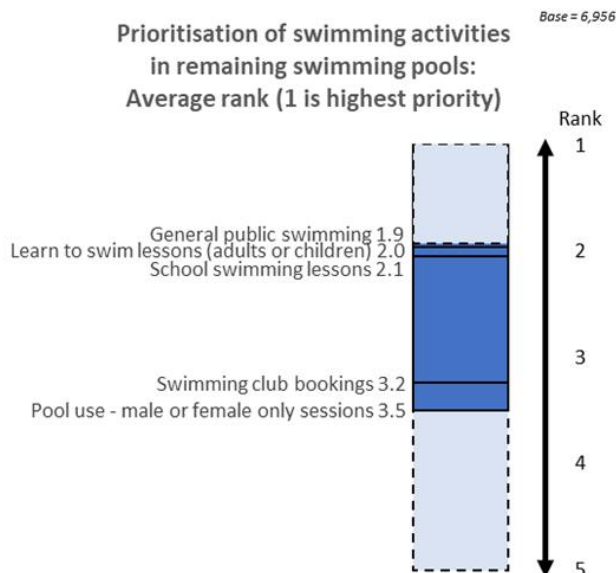 Base = 6,956
Prioritisation of swimming activities
in remaining swimming pools:
Average rank (1 is highest priority)
Rank
1
General public swimming 1.9
Learn to swim lessons (adults or children) 2.0
2
School swimming lessons 2.1
3
Swimming club bookings 3.2
Pool use - male or female only sessions 3.5
4
5